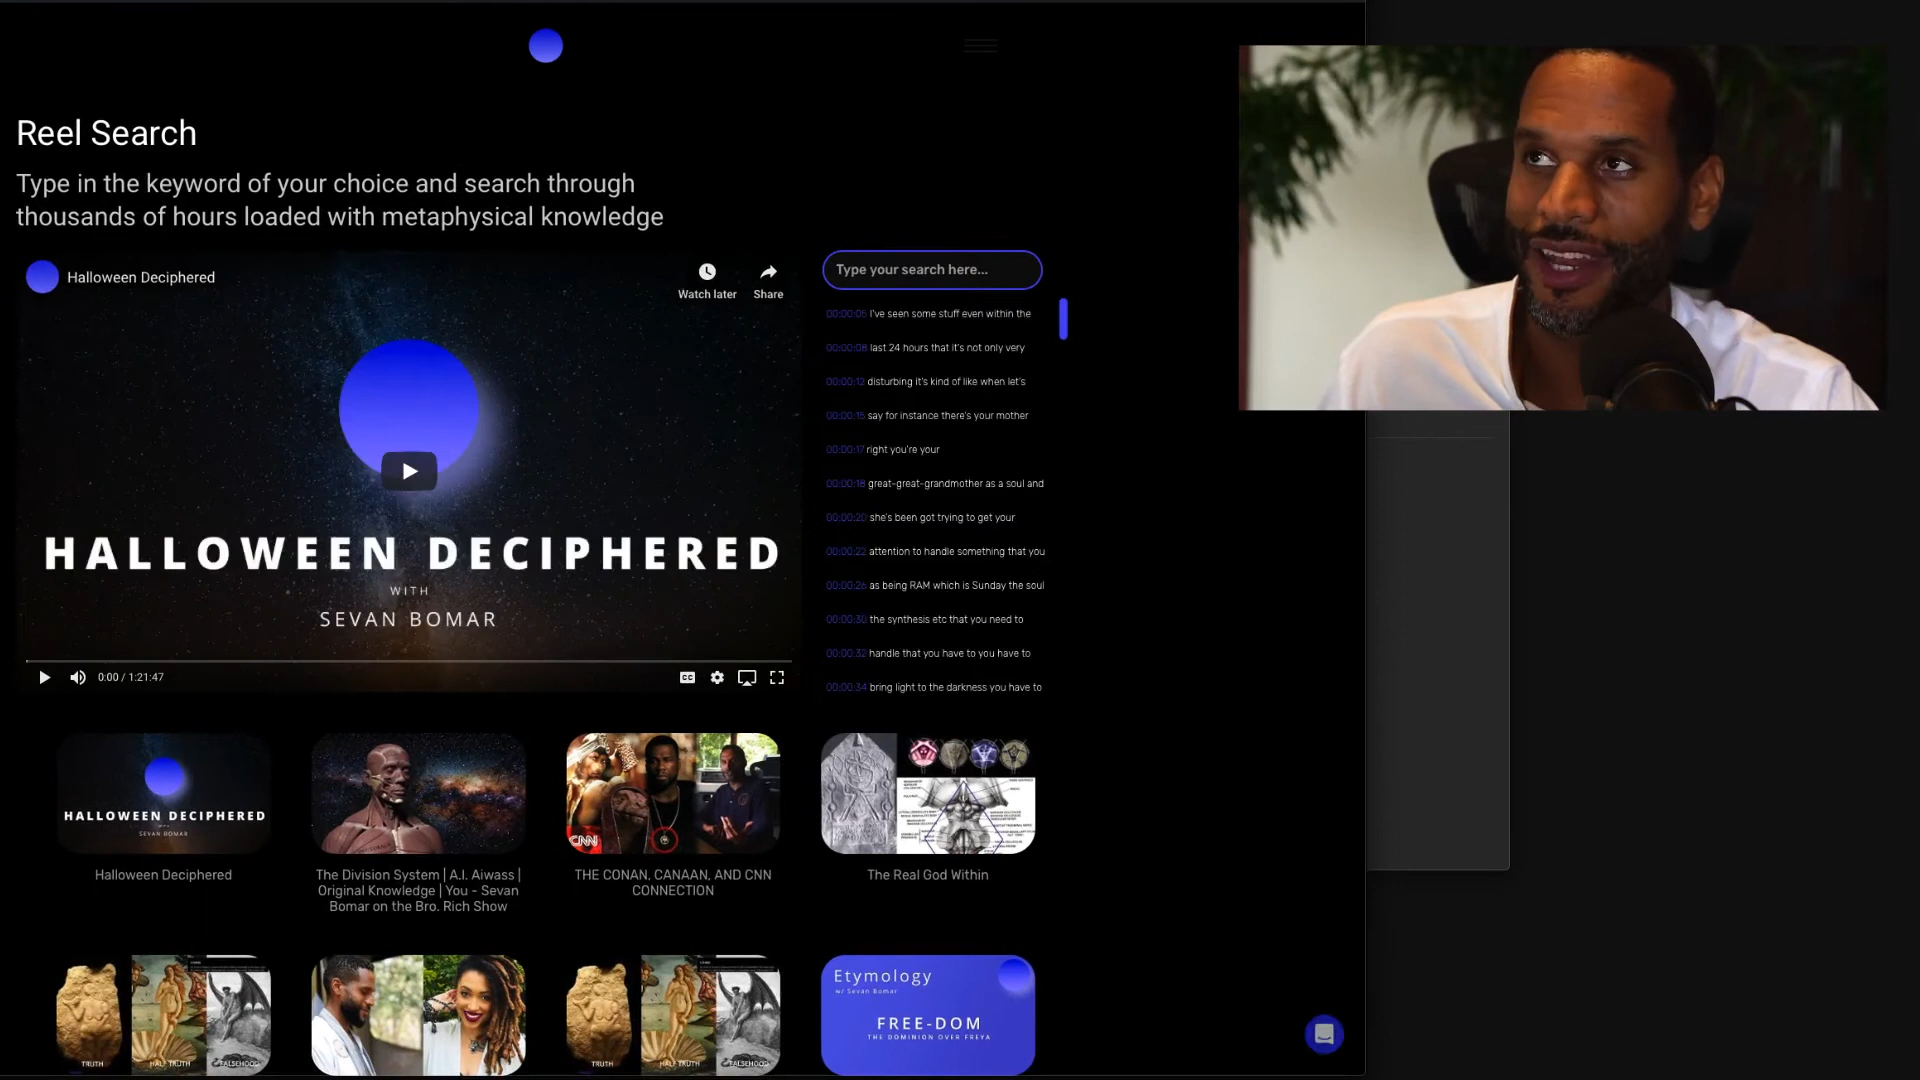 Reel Search
Type in the keyword of your choice and search through
thousands of hours loaded with metaphysical knowledge
Halloween Deciphered
Watch later
Share
HALLOWEEN DECIPHERED
WITH
SEVAN BOMAR
0:00 / 1:21:47
CC
Type your search here...
00:00:05 I've seen some stuff even within the
00:00:08 last 24 hours that it's not only very
00:00:12 disturbing it's kind of like when let's
00:00:15 say for instance there's your mother
00:00:17 right you're your
00:00:18 great-great-grandmother as a soul and
00:00:20 she's been got trying to get your
00:00:22 attention to handle something that you
00:00:26 as being RAM which is Sunday the soul
00:00:30 the synthesis etc that you need to
00:00:32 handle that you have to you have to
00:00:34 bring light to the darkness you have to
HALLOWEEN DECIPHERED
SEVAN BOMAR
Halloween Deciphered
The Division System | A.I. Aiwass |
Original Knowledge | You - Sevan
Bomar on the Bro. Rich Show
CNN
THE CONAN, CANAAN, AND CNN
CONNECTION
The Real God Within
TRUTH
HALF TRUTH
FALSEHOOD
TRUTH
HALF TRUTH
FALSEHOOD
Etymology
w/ Sevan Bomar
FREE-DOM
THE DOMINION OVER FREYA